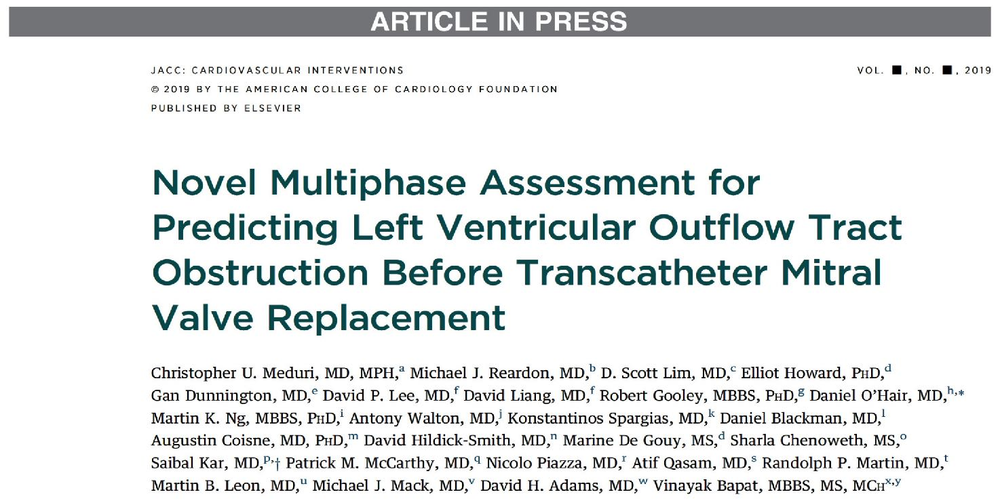 ARTICLE IN PRESS
JACC: CARDIOVASCULAR INTERVENTIONS
VOL. ■, NO. ■, 2019
© 2019 BY THE AMERICAN COLLEGE OF CARDIOLOGY FOUNDATION
PUBLISHED BY ELSEVIER
Novel Multiphase Assessment for
Predicting Left Ventricular Outflow Tract
Obstruction Before Transcatheter Mitral
Valve Replacement
Christopher U. Meduri, MD, MPH,a Michael J. Reardon, MD,b D. Scott Lim, MD,c Elliot Howard, PHD,d
Gan Dunnington, MD,e David P. Lee, MD,f David Liang, MD,f Robert Gooley, MBBS, PHD,g Daniel O'Hair, MD,h,*
Martin K. Ng, MBBS, PHD,i Antony Walton, MD,j Konstantinos Spargias, MD,k Daniel Blackman, MD,l
Augustin Coisne, MD, PHD,m David Hildick-Smith, MD,n Marine De Gouy, MS,d Sharla Chenoweth, MS,o
Saibal Kar, MD,p,† Patrick M. McCarthy, MD,q Nicolo Piazza, MD,r Atif Qasam, MD,s Randolph P. Martin, MD,t
Martin B. Leon, MD,u Michael J. Mack, MD,v David H. Adams, MD,w Vinayak Bapat, MBBS, MS, MCHx,y